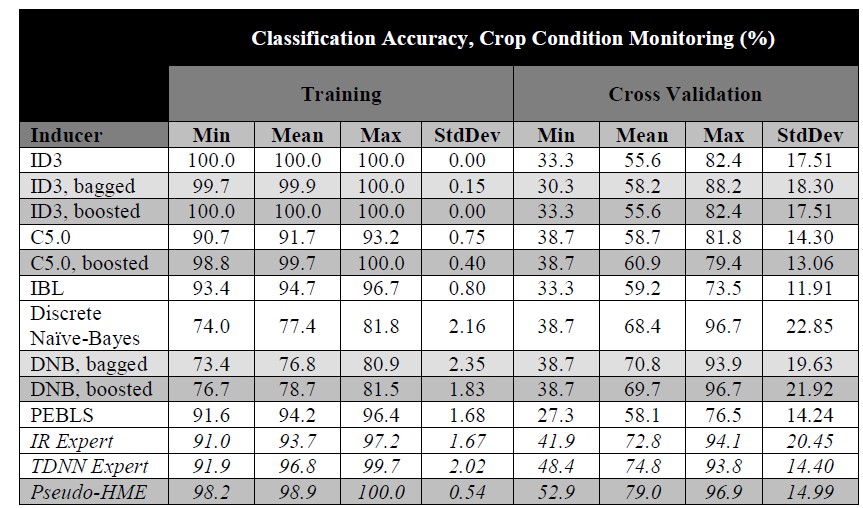 Classification Accuracy, Crop Condition Monitoring (%)
Training Cross Validation
Inducer Min Mean Max StdDev Min Mean Max StdDev
ID3 100.0 100.0 100.0 0.00 33.3 55.6 82.4 17.51
ID3, bagged 99.7 99.9 100.0 0.15 30.3 58.2 88.2 18.30
ID3, boosted 100.0 100.0 100.0 0.00 33.3 55.6 82.4 17.51
C5.0 90.7 91.7 93.2 0.75 38.7 58.7 81.8 14.30
C5.0, boosted 98.8 99.7 100.0 0.40 38.7 60.9 79.4 13.06
IBL 93.4 94.7 96.7 0.80 33.3 59.2 73.5 11.91
Discrete
Naïve-Bayes 74.0 77.4 81.8 2.16 38.7 68.4 96.7 22.85
DNB, bagged 73.4 76.8 80.9 2.35 38.7 70.8 93.9 19.63
DNB, boosted 76.7 78.7 81.5 1.83 38.7 69.7 96.7 21.92
PEBLS 91.6 94.2 96.4 1.68 27.3 58.1 76.5 14.24
IR Expert 91.0 93.7 97.2 1.67 41.9 72.8 94.1 20.45
TDNN Expert 91.9 96.8 99.7 2.02 48.4 74.8 93.8 14.40
Pseudo-HME 98.2 98.9 100.0 0.54 52.9 79.0 96.9 14.99